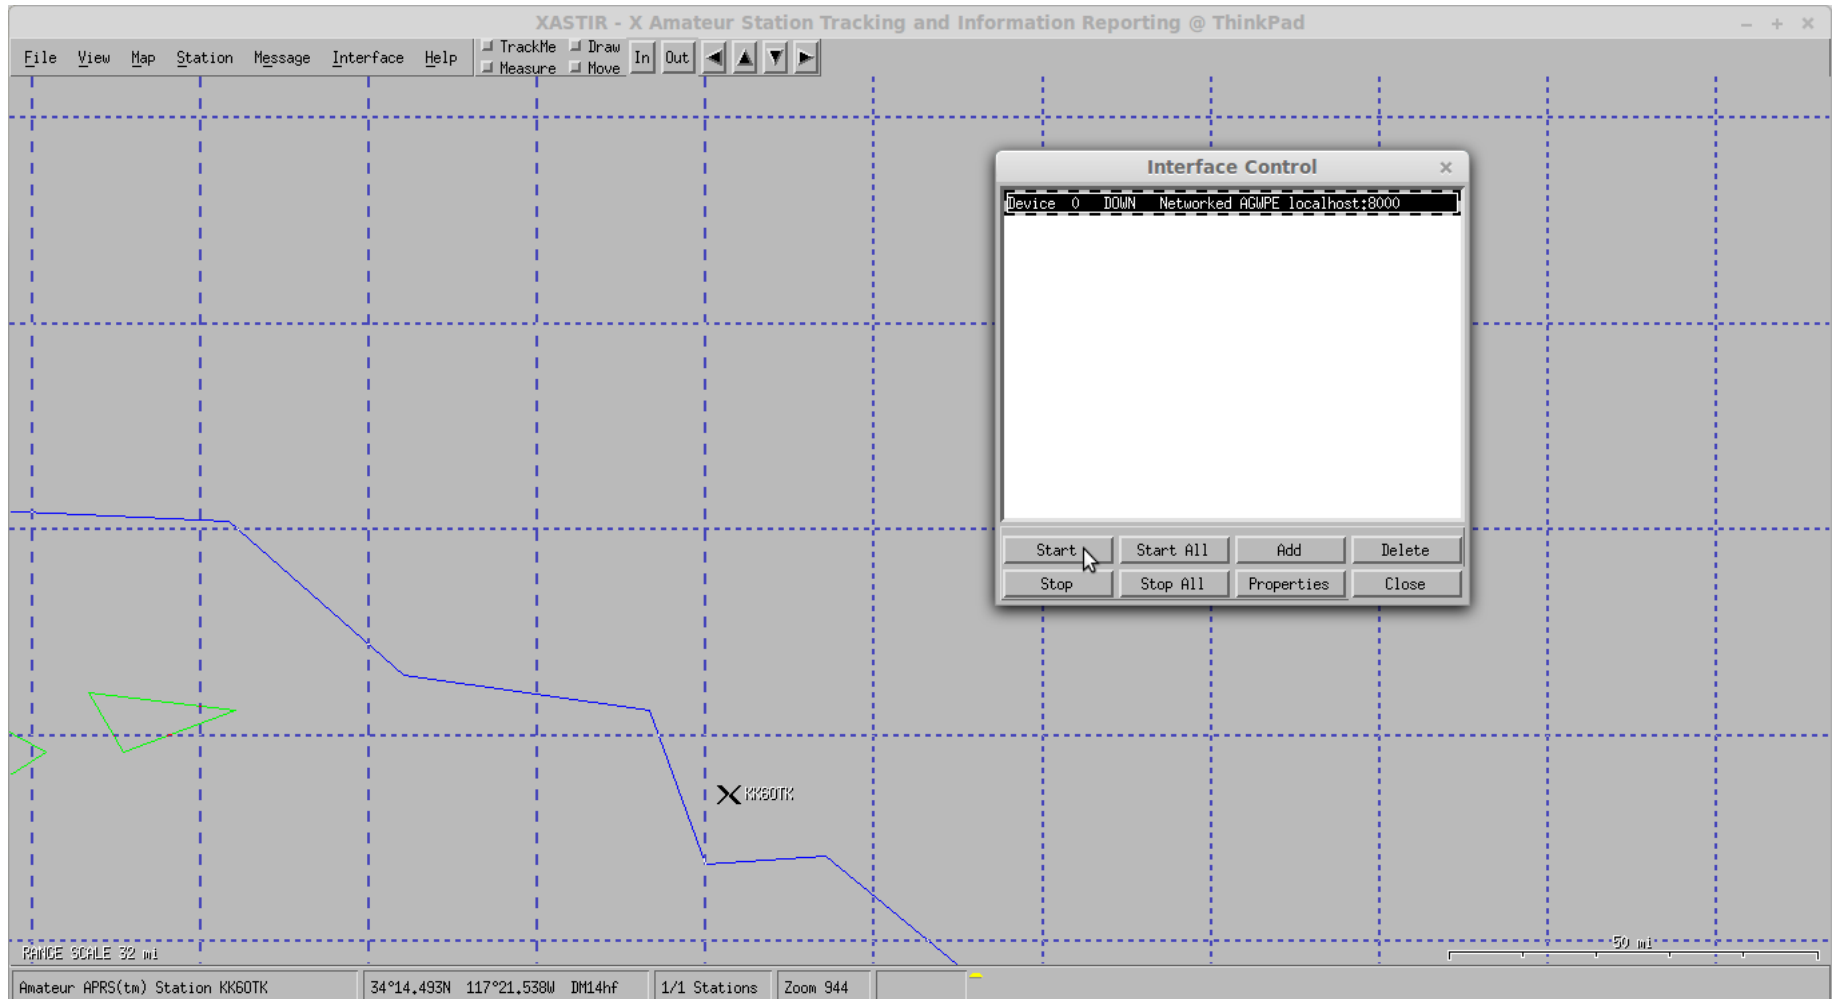 XASTIR - X Amateur Station Tracking and Information Reporting @ ThinkPad
File View Map Station Message Interface Help
TrackMe Draw
Measure Move
In Out
Interface Control
Device 0 DOWN Networked AGWPE localhost:8000
Start Start All Add Delete
Stop Stop All Properties Close
KK6OTK
RANGE SCALE 32 mi
50 mi
Amateur APRS(tm) Station KK6OTK
34°14.493N 117°21.538W DM14hf
1/1 Stations
Zoom 944